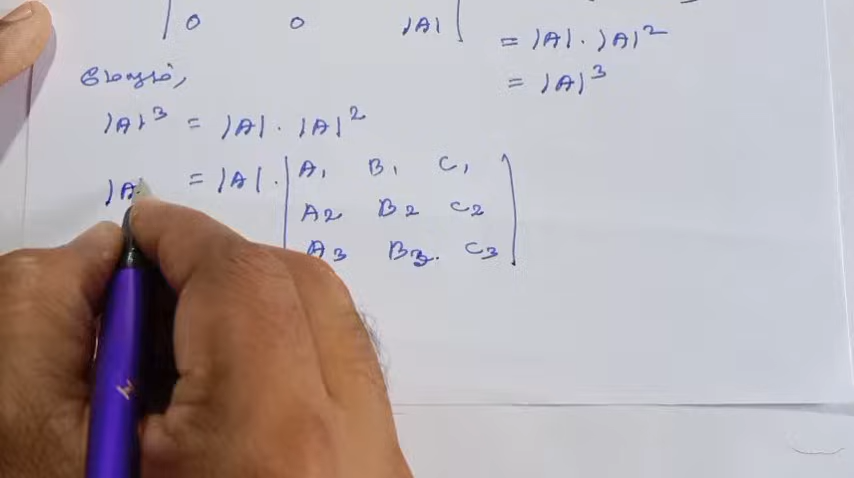 0 0 |A|
= |A| . |A|²
= |A|³
மேலும்,
|A|³ = |A| . |A|²
|A = |A| . | A₁ B₁ C₁ |
A₂ B₂ C₂
A₃ B₃. C₃